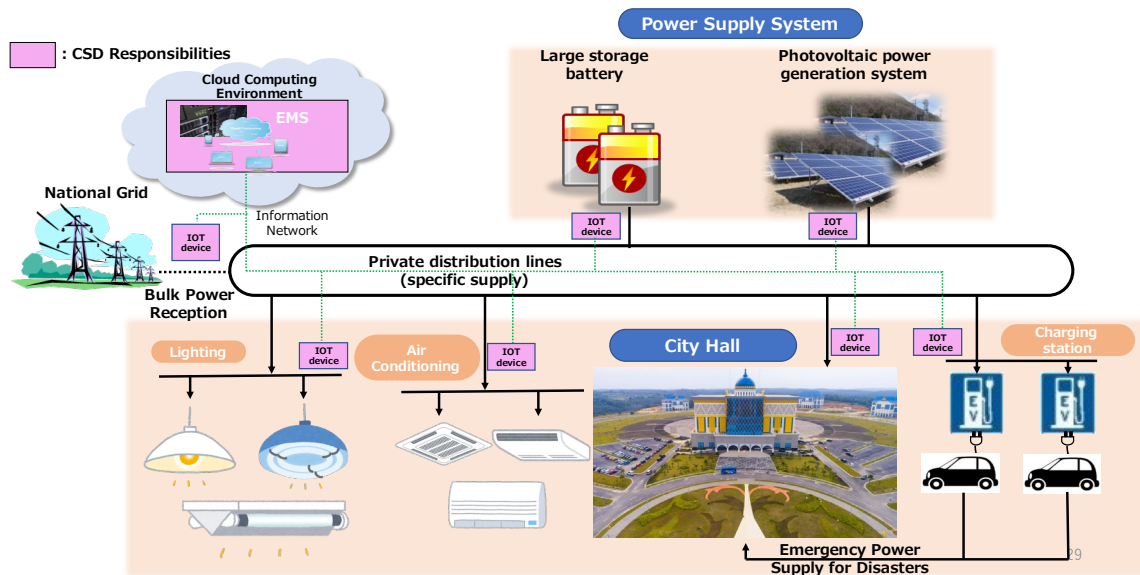 Power Supply System
: CSD Responsibilities
Large storage
battery
Photovoltaic power
generation system
Cloud Computing
Environment
EMS
National Grid
IOT
device
Information
Network
IOT
device
IOT
device
Private distribution lines
(specific supply)
Bulk Power
Reception
Lighting
IOT
device
Air
Conditioning
IOT
device
City Hall
IOT
device
IOT
device
Charging
station
EV
EV
Emergency Power
Supply for Disasters
29